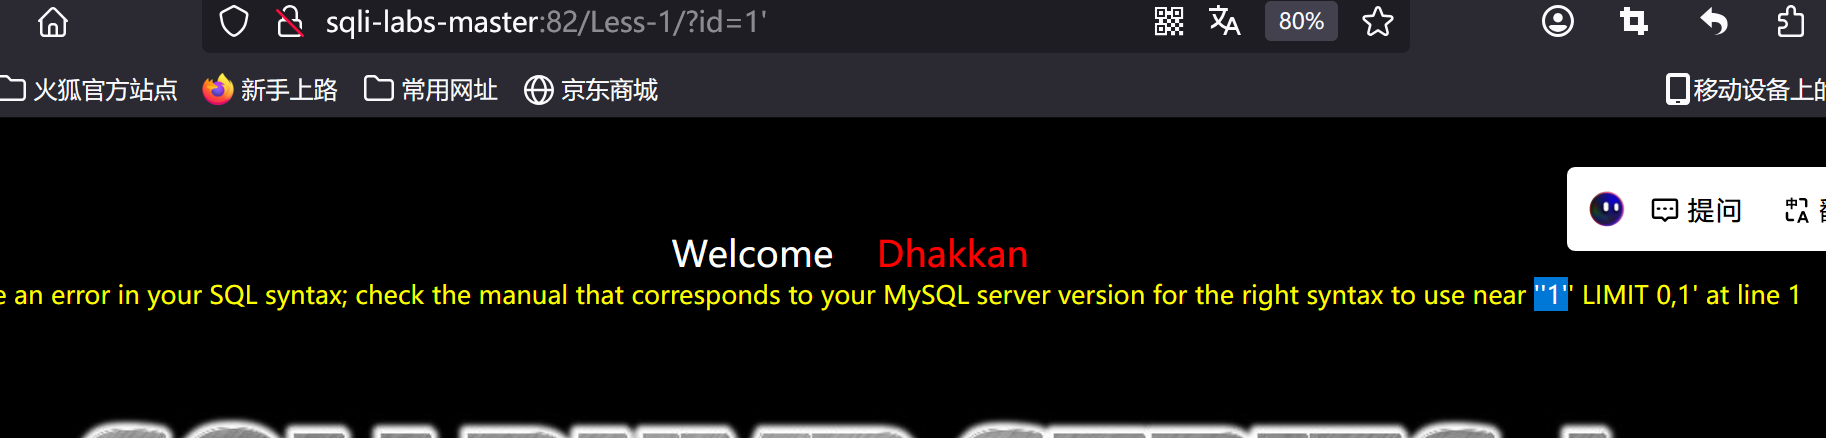 sqli-labs-master:82/Less-1/?id=1' 80%
火狐官方站点 新手上路 常用网址 京东商城 移动设备上的
提问
Welcome Dhakkan
e an error in your SQL syntax; check the manual that corresponds to your MySQL server version for the right syntax to use near ''1'' LIMIT 0,1' at line 1